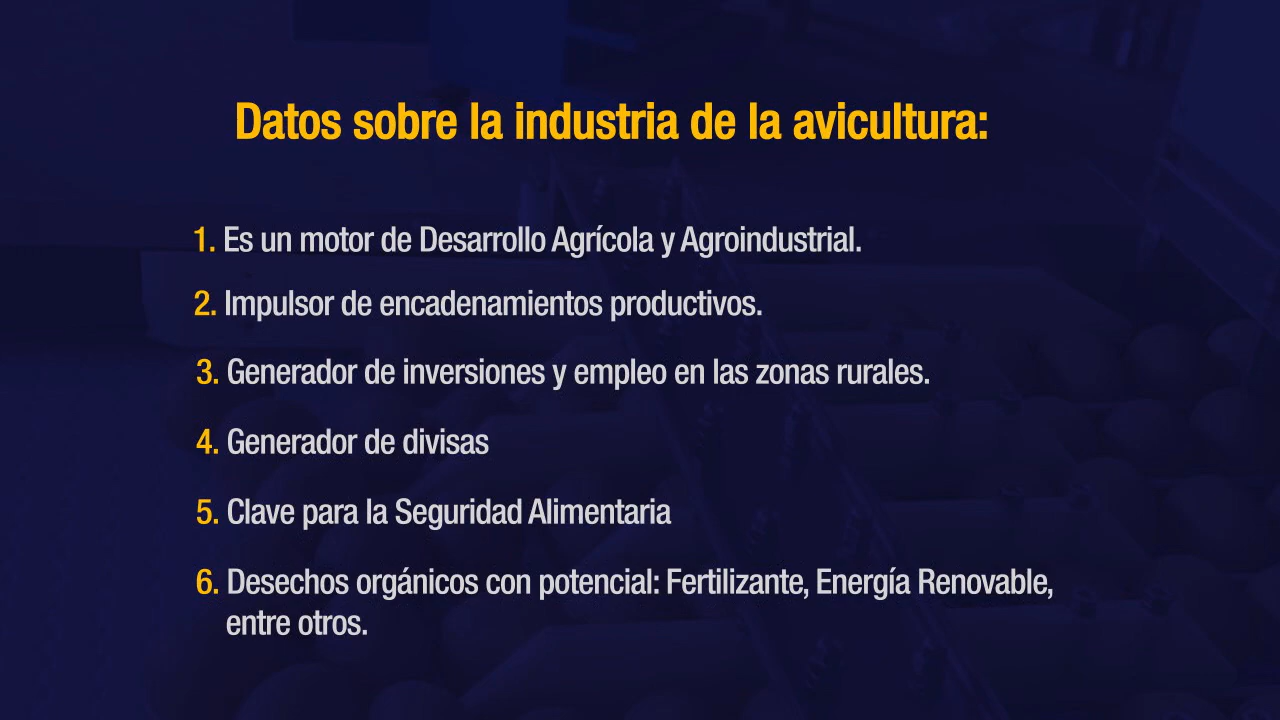 Datos sobre la industria de la avicultura:
1. Es un motor de Desarrollo Agrícola y Agroindustrial.
2. Impulsor de encadenamientos productivos.
3. Generador de inversiones y empleo en las zonas rurales.
4. Generador de divisas
5. Clave para la Seguridad Alimentaria
6. Desechos orgánicos con potencial: Fertilizante, Energía Renovable,
entre otros.